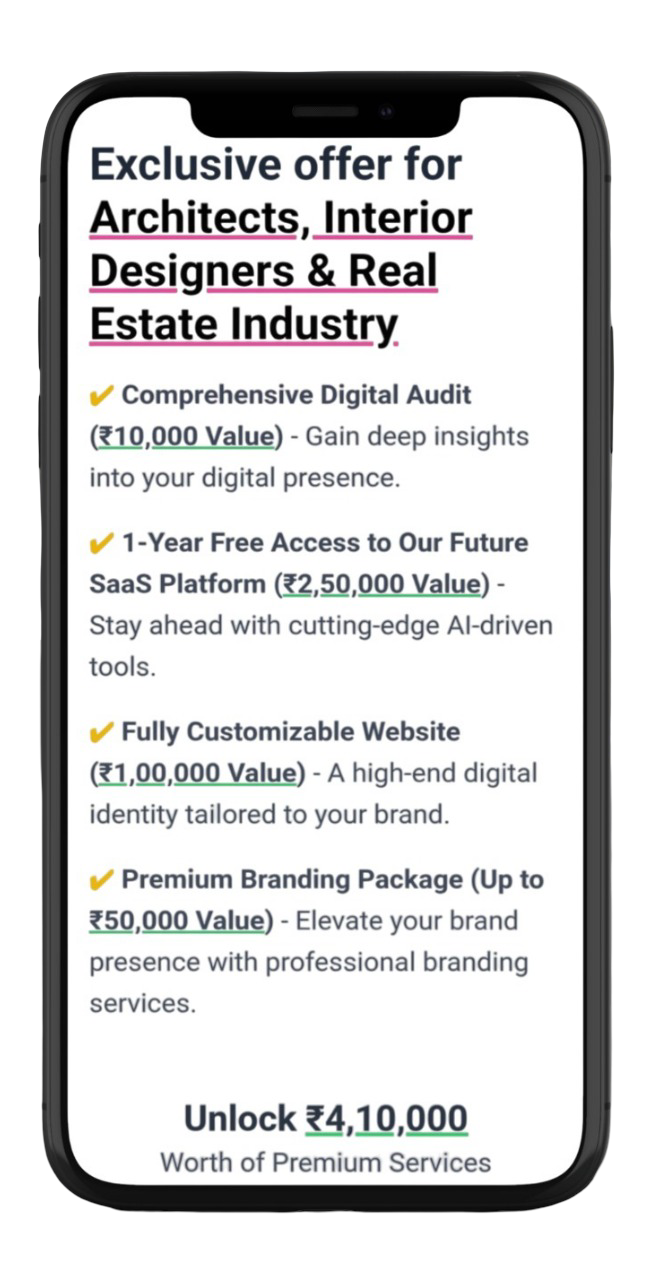 Exclusive offer for
Architects, Interior
Designers & Real
Estate Industry
✔ Comprehensive Digital Audit
(₹10,000 Value) - Gain deep insights
into your digital presence.
✔ 1-Year Free Access to Our Future
SaaS Platform (₹2,50,000 Value) -
Stay ahead with cutting-edge AI-driven
tools.
✔ Fully Customizable Website
(₹1,00,000 Value) - A high-end digital
identity tailored to your brand.
✔ Premium Branding Package (Up to
₹50,000 Value) - Elevate your brand
presence with professional branding
services.
Unlock ₹4,10,000
Worth of Premium Services